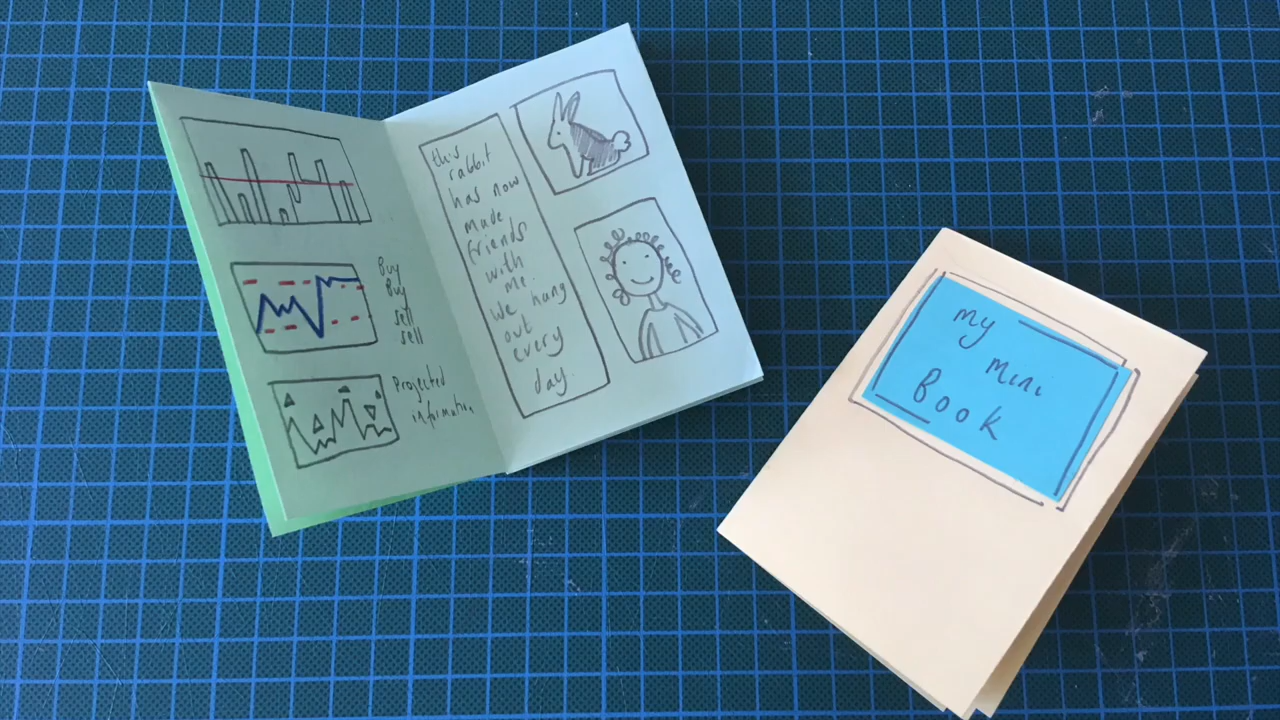 Buy
Buy
sell
sell
Projected
information
this
rabbit
has now
made
friends
with
me.
we hung
out
every
day.
my
mini
Book